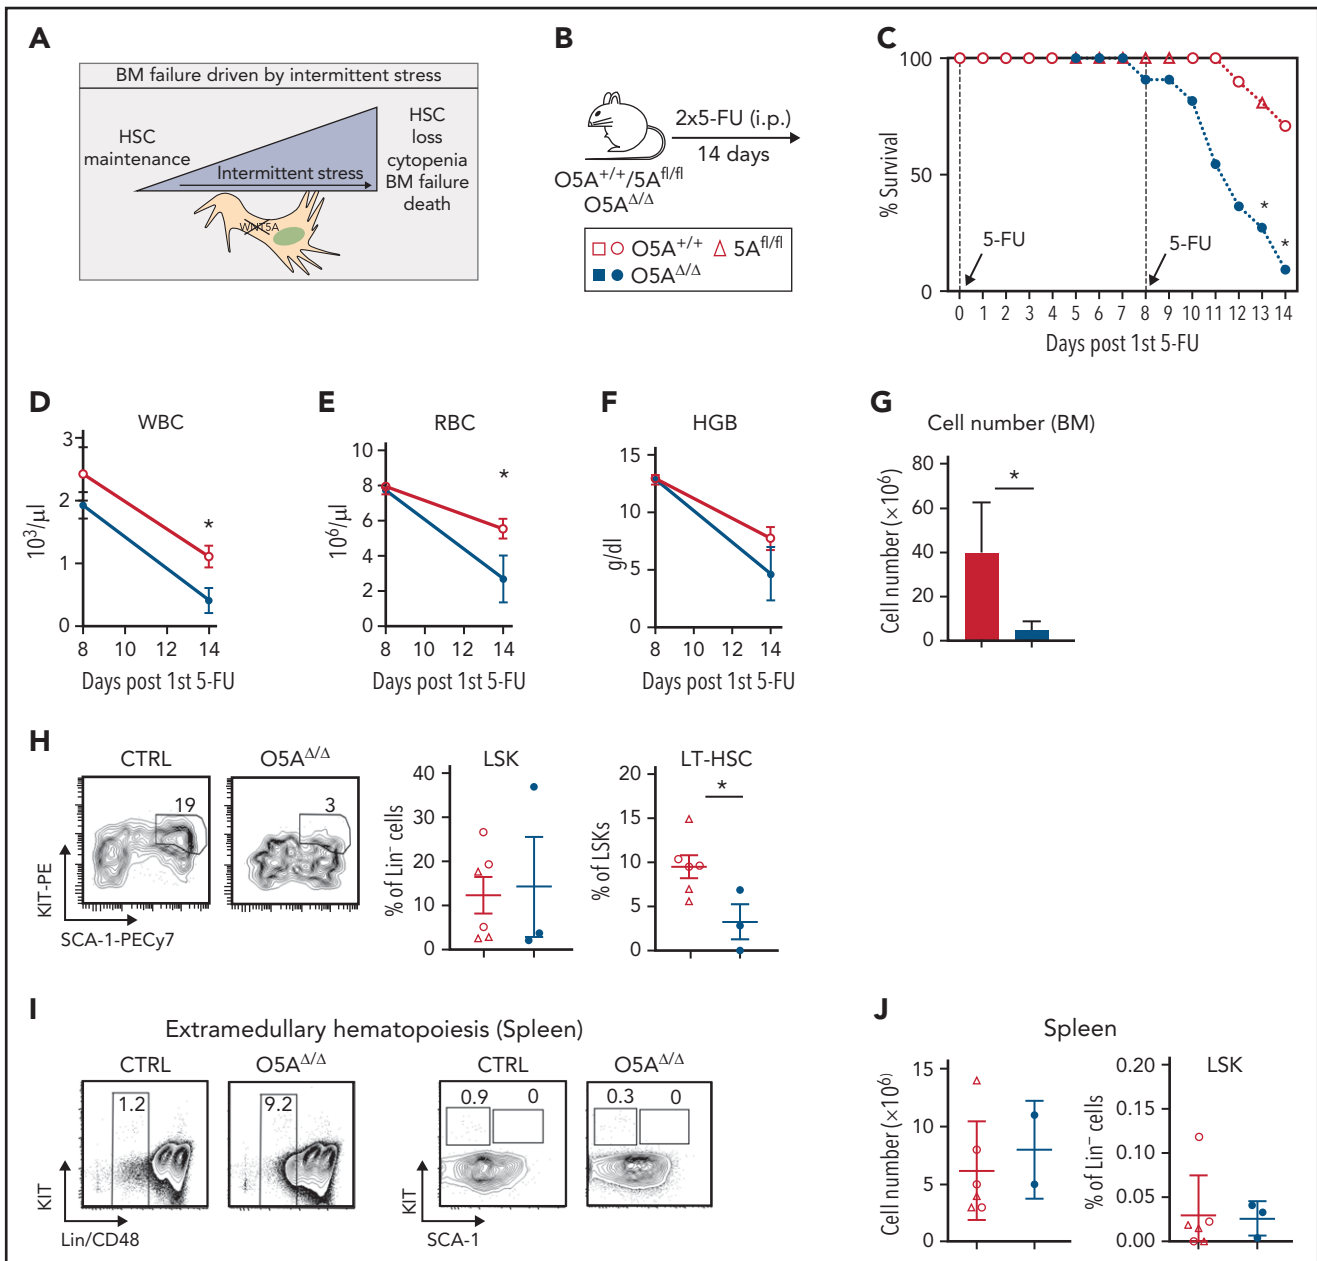 A
BM failure driven by intermittent stress
HSC
maintenance
HSC
loss
cytopenia
BM failure
death
Intermittent stress
WNT5A
B
2x5-FU (i.p.)
14 days
O5A+/+/5Afl/fl
O5AΔ/Δ
O5A+/+ 5Afl/fl
O5AΔ/Δ
C
% Survival
100
50
0
5-FU
5-FU
0 1 2 3 4 5 6 7 8 9 10 11 12 13 14
Days post 1st 5-FU
*
*
D
WBC
10³/µl
3
2
1
0
*
8 10 12 14
Days post 1st 5-FU
E
RBC
10⁶/µl
10
8
6
4
2
0
*
8 10 12 14
Days post 1st 5-FU
F
HGB
g/dl
15
10
5
0
8 10 12 14
Days post 1st 5-FU
G
Cell number (BM)
Cell number (×10⁶)
80
60
40
20
0
*
H
CTRL
19
O5AΔ/Δ
3
KIT-PE
SCA-1-PECy7
LSK
% of Lin⁻ cells
40
30
20
10
0
LT-HSC
% of LSKs
20
15
10
5
0
*
I
Extramedullary hematopoiesis (Spleen)
CTRL
1.2
O5AΔ/Δ
9.2
KIT
Lin/CD48
CTRL
0.9 0
O5AΔ/Δ
0.3 0
KIT
SCA-1
J
Spleen
Cell number (×10⁶)
15
10
5
0
LSK
% of Lin⁻ cells
0.20
0.15
0.10
0.05
0.00